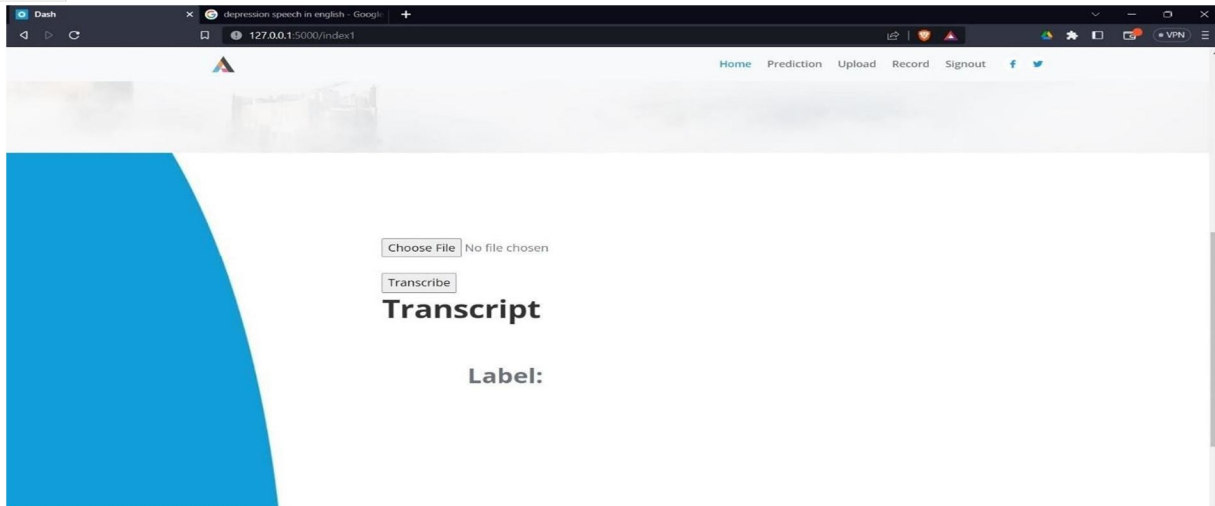 Dash
depression speech in english - Googl
127.0.0.1:5000/index1
VPN
Home Prediction Upload Record Signout
Choose File No file chosen
Transcribe
Transcript
Label: